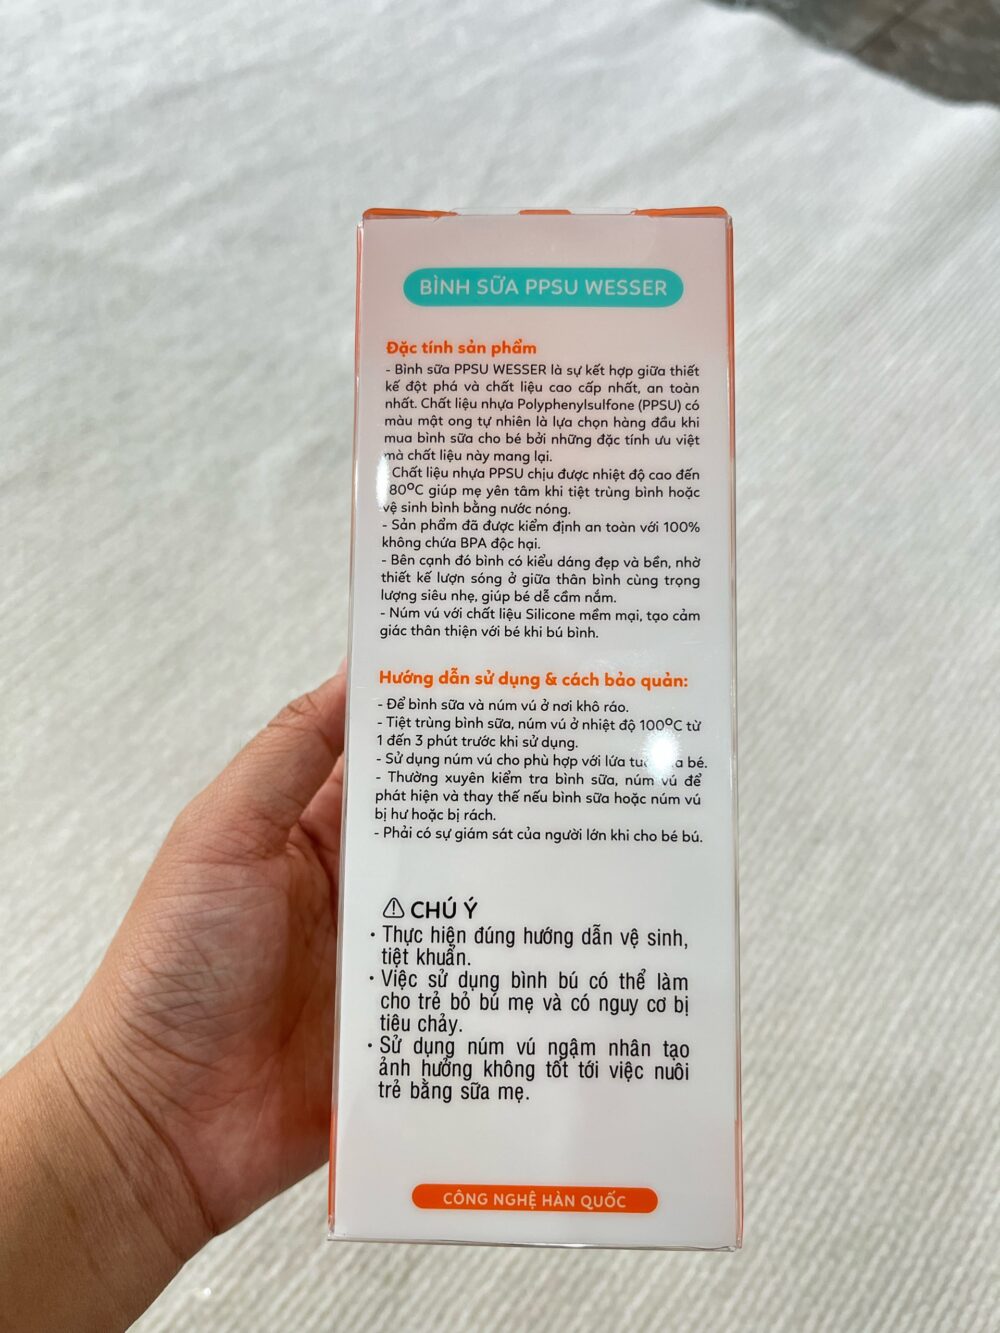 BÌNH SỮA PPSU WESSER
Đặc tính sản phẩm
- Bình sữa PPSU WESSER là sự kết hợp giữa thiết
kế đột phá và chất liệu cao cấp nhất, an toàn
nhất. Chất liệu nhựa Polyphenylsulfone (PPSU) có
màu mật ong tự nhiên là lựa chọn hàng đầu khi
mua bình sữa cho bé bởi những đặc tính ưu việt
mà chất liệu này mang lại.
Chất liệu nhựa PPSU chịu được nhiệt độ cao đến
80ºC giúp mẹ yên tâm khi tiệt trùng bình hoặc
vệ sinh bình bằng nước nóng.
- Sản phẩm đã được kiểm định an toàn với 100%
không chứa BPA độc hại.
- Bên cạnh đó bình có kiểu dáng đẹp và bền, nhờ
thiết kế lượn sóng ở giữa thân bình cùng trọng
lượng siêu nhẹ, giúp bé dễ cầm nắm.
- Núm vú với chất liệu Silicone mềm mại, tạo cảm
giác thân thiện với bé khi bú bình.
Hướng dẫn sử dụng & cách bảo quản:
- Để bình sữa và núm vú ở nơi khô ráo.
- Tiệt trùng bình sữa, núm vú ở nhiệt độ 100ºC từ
1 đến 3 phút trước khi sử dụng.
- Sử dụng núm vú cho phù hợp với lứa bé.
- Thường xuyên kiểm tra bình sữa, núm vú để
phát hiện và thay thế nếu bình sữa hoặc núm vú
bị hư hoặc bị rách.
- Phải có sự giám sát của người lớn khi cho bé bú.
⚠ CHÚ Ý
• Thực hiện đúng hướng dẫn vệ sinh,
tiệt khuẩn.
• Việc sử dụng bình bú có thể làm
cho trẻ bỏ bú mẹ và có nguy cơ bị
tiêu chảy.
• Sử dụng núm vú ngậm nhân tạo
ảnh hưởng không tốt tới việc nuôi
trẻ bằng sữa mẹ.
CÔNG NGHỆ HÀN QUỐC